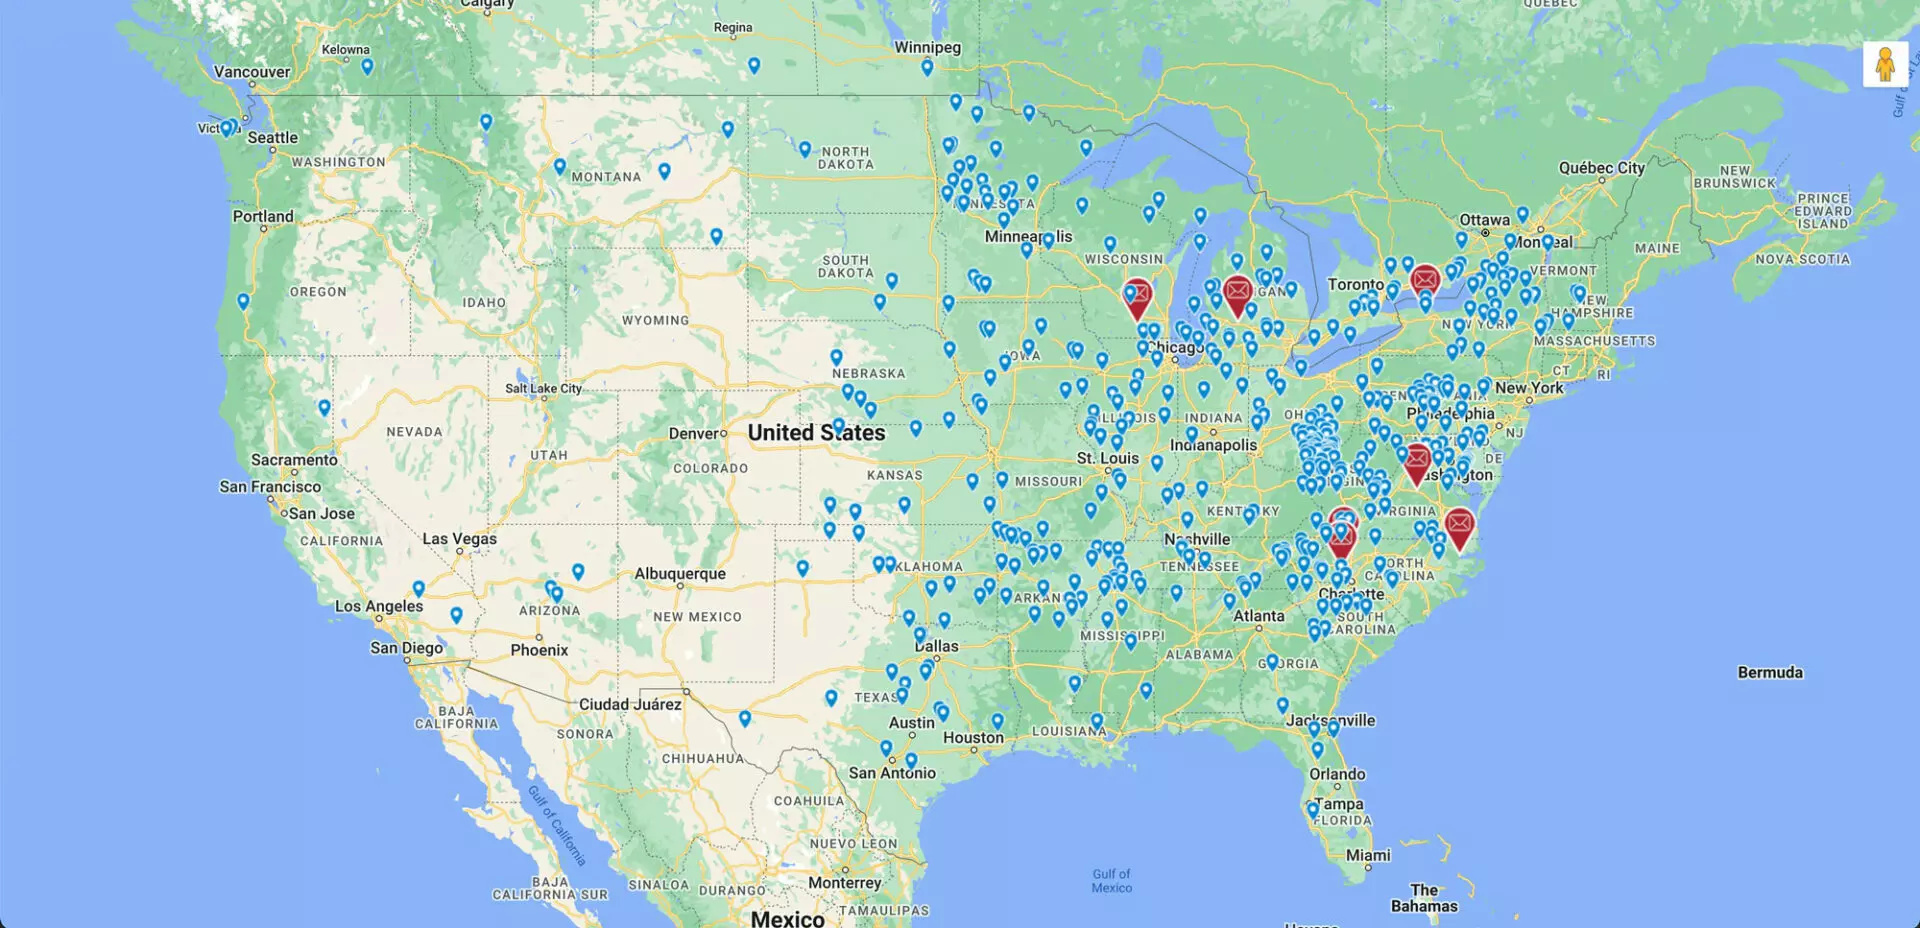 Calgary
QUEBEC
Regina
Winnipeg
Kelowna
Vancouver
Gulf of
Seattle
WASHINGTON
NORTH
DAKOTA
MONTANA
Québec City
NEW
BRUNSWICK
PRINCE
EDWARD
ISLAND
Portland
Ottawa
Minneapolis
Montreal
MAINE
NOVA SCOTIA
WISCONSIN
SOUTH
DAKOTA
VERMONT
OREGON
IDAHO
Toronto
NEW
HAMPSHIRE
WYOMING
NEW YORK
MASSACHUSETTS
Chicago
IOWA
NEBRASKA
CT
RI
Salt Lake City
New York
Philadelphia
NEVADA
Denver
United States
ILLINOIS
INDIANA
OH
NJ
Indianapolis
UTAH
Sacramento
COLORADO
St. Louis
DE
San Francisco
KANSAS
MISSOURI
Washington
San Jose
KENTUCKY
VIRGINIA
CALIFORNIA
Las Vegas
Nashville
TENNESSEE
Albuquerque
OKLAHOMA
NORTH
CAROLINA
Los Angeles
ARIZONA
NEW MEXICO
ARKAN
Charlotte
Atlanta
SOUTH
CAROLINA
MISSISSIPPI
San Diego
Phoenix
Dallas
ALABAMA
GEORGIA
Bermuda
Ciudad Juárez
TEXAS
BAJA
CALIFORNIA
Austin
Jacksonville
SONORA
Houston
LOUISIANA
CHIHUAHUA
San Antonio
Orlando
Gulf of California
COAHUILA
Tampa
FLORIDA
NUEVO LEON
Miami
Gulf of
Mexico
BAJA
CALIFORNIA SUR
SINALOA
DURANGO
Monterrey
The
Bahamas
TAMAULIPAS
Mexico
Havana